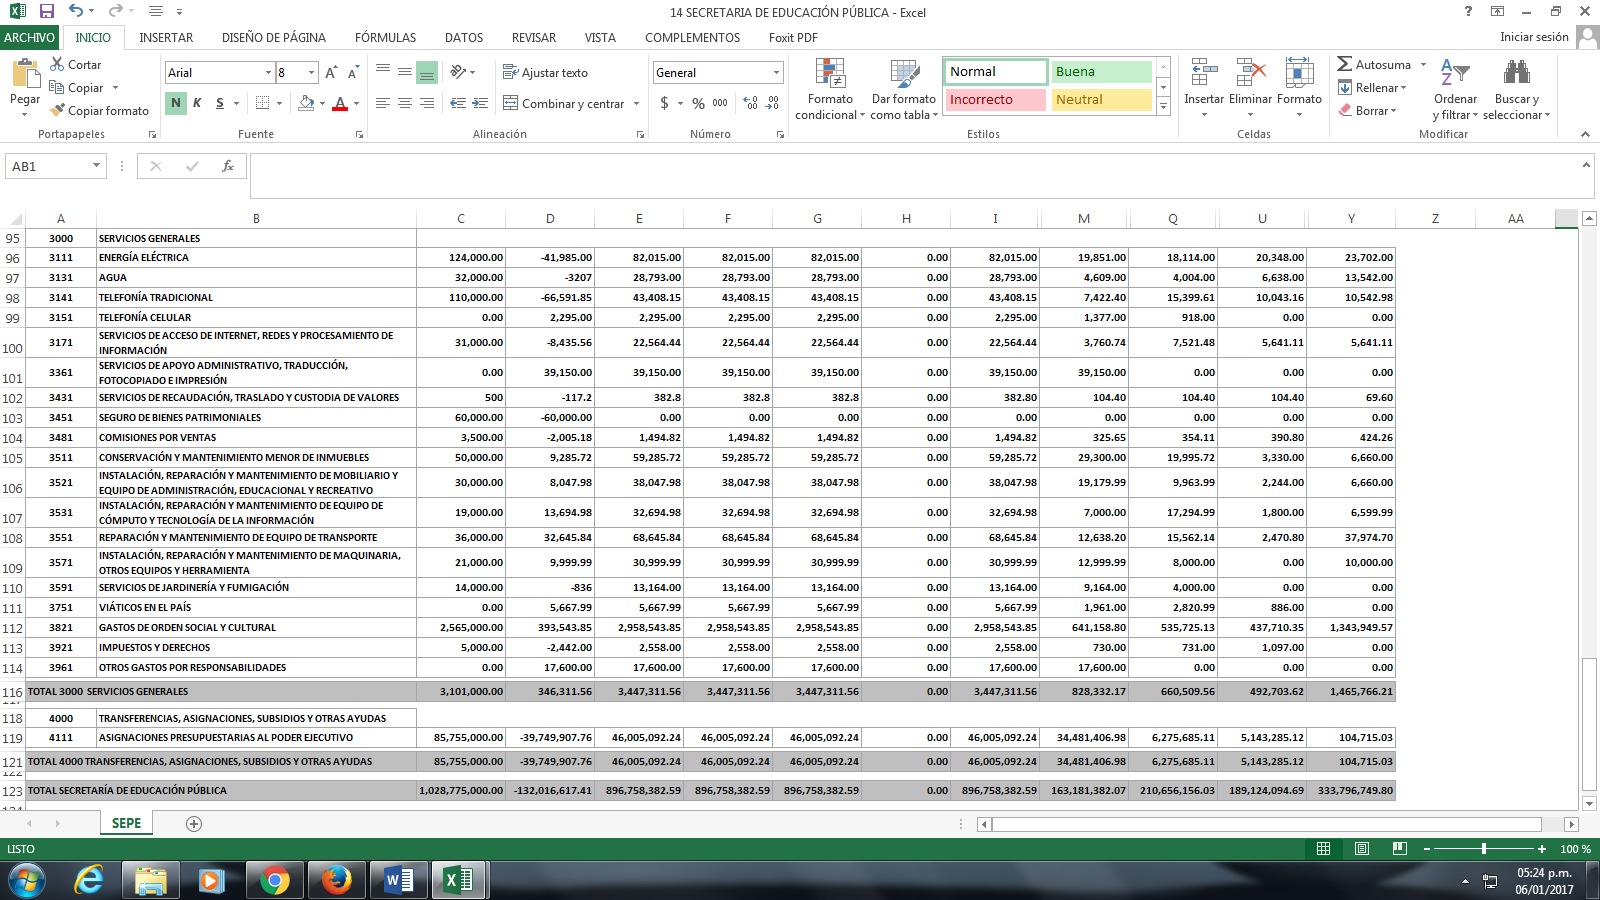 14 SECRETARIA DE EDUCACIÓN PÚBLICA - Excel
ARCHIVO INICIO INSERTAR DISEÑO DE PÁGINA FÓRMULAS DATOS REVISAR VISTA COMPLEMENTOS Foxit PDF Iniciar sesión
Pegar Cortar Copiar Copiar formato
Arial 8 N K S A A A
Ajustar texto Combinar y centrar
General $ % 000
Formato condicional Dar formato como tabla
Normal Buena Incorrecto Neutral
Insertar Eliminar Formato
Autosuma Rellenar Borrar Ordenar y filtrar Buscar y seleccionar
Portapapeles Fuente Alineación Número Estilos Celdas Modificar
AB1 fx
A B C D E F G H I M Q U Y Z AA
95 3000 SERVICIOS GENERALES
96 3111 ENERGÍA ELÉCTRICA 124,000.00 -41,985.00 82,015.00 82,015.00 82,015.00 0.00 82,015.00 19,851.00 18,114.00 20,348.00 23,702.00
97 3131 AGUA 32,000.00 -3207 28,793.00 28,793.00 28,793.00 0.00 28,793.00 4,609.00 4,004.00 6,638.00 13,542.00
98 3141 TELEFONÍA TRADICIONAL 110,000.00 -66,591.85 43,408.15 43,408.15 43,408.15 0.00 43,408.15 7,422.40 15,399.61 10,043.16 10,542.98
99 3151 TELEFONÍA CELULAR 0.00 2,295.00 2,295.00 2,295.00 2,295.00 0.00 2,295.00 1,377.00 918.00 0.00 0.00
100 3171 SERVICIOS DE ACCESO DE INTERNET, REDES Y PROCESAMIENTO DE INFORMACIÓN 31,000.00 -8,435.56 22,564.44 22,564.44 22,564.44 0.00 22,564.44 3,760.74 7,521.48 5,641.11 5,641.11
101 3361 SERVICIOS DE APOYO ADMINISTRATIVO, TRADUCCIÓN, FOTOCOPIADO E IMPRESIÓN 0.00 39,150.00 39,150.00 39,150.00 39,150.00 0.00 39,150.00 39,150.00 0.00 0.00 0.00
102 3431 SERVICIOS DE RECAUDACIÓN, TRASLADO Y CUSTODIA DE VALORES 500 -117.2 382.8 382.8 382.8 0.00 382.80 104.40 104.40 104.40 69.60
103 3451 SEGURO DE BIENES PATRIMONIALES 60,000.00 -60,000.00 0.00 0.00 0.00 0.00 0.00 0.00 0.00 0.00 0.00
104 3481 COMISIONES POR VENTAS 3,500.00 -2,005.18 1,494.82 1,494.82 1,494.82 0.00 1,494.82 325.65 354.11 390.80 424.26
105 3511 CONSERVACIÓN Y MANTENIMIENTO MENOR DE INMUEBLES 50,000.00 9,285.72 59,285.72 59,285.72 59,285.72 0.00 59,285.72 29,300.00 19,995.72 3,330.00 6,660.00
106 3521 INSTALACIÓN, REPARACIÓN Y MANTENIMIENTO DE MOBILIARIO Y EQUIPO DE ADMINISTRACIÓN, EDUCACIONAL Y RECREATIVO 30,000.00 8,047.98 38,047.98 38,047.98 38,047.98 0.00 38,047.98 19,179.99 9,963.99 2,244.00 6,660.00
107 3531 INSTALACIÓN, REPARACIÓN Y MANTENIMIENTO DE EQUIPO DE CÓMPUTO Y TECNOLOGÍA DE LA INFORMACIÓN 19,000.00 13,694.98 32,694.98 32,694.98 32,694.98 0.00 32,694.98 7,000.00 17,294.99 1,800.00 6,599.99
108 3551 REPARACIÓN Y MANTENIMIENTO DE EQUIPO DE TRANSPORTE 36,000.00 32,645.84 68,645.84 68,645.84 68,645.84 0.00 68,645.84 12,638.20 15,562.14 2,470.80 37,974.70
109 3571 INSTALACIÓN, REPARACIÓN Y MANTENIMIENTO DE MAQUINARIA, OTROS EQUIPOS Y HERRAMIENTA 21,000.00 9,999.99 30,999.99 30,999.99 30,999.99 0.00 30,999.99 12,999.99 8,000.00 0.00 10,000.00
110 3591 SERVICIOS DE JARDINERÍA Y FUMIGACIÓN 14,000.00 -836 13,164.00 13,164.00 13,164.00 0.00 13,164.00 9,164.00 4,000.00 0.00 0.00
111 3751 VIÁTICOS EN EL PAÍS 0.00 5,667.99 5,667.99 5,667.99 5,667.99 0.00 5,667.99 1,961.00 2,820.99 886.00 0.00
112 3821 GASTOS DE ORDEN SOCIAL Y CULTURAL 2,565,000.00 393,543.85 2,958,543.85 2,958,543.85 2,958,543.85 0.00 2,958,543.85 641,158.80 535,725.13 437,710.35 1,343,949.57
113 3921 IMPUESTOS Y DERECHOS 5,000.00 -2,442.00 2,558.00 2,558.00 2,558.00 0.00 2,558.00 730.00 731.00 1,097.00 0.00
114 3961 OTROS GASTOS POR RESPONSABILIDADES 0.00 17,600.00 17,600.00 17,600.00 17,600.00 0.00 17,600.00 17,600.00 0.00 0.00 0.00
116 TOTAL 3000 SERVICIOS GENERALES 3,101,000.00 346,311.56 3,447,311.56 3,447,311.56 3,447,311.56 0.00 3,447,311.56 828,332.17 660,509.56 492,703.62 1,465,766.21
118 4000 TRANSFERENCIAS, ASIGNACIONES, SUBSIDIOS Y OTRAS AYUDAS
119 4111 ASIGNACIONES PRESUPUESTARIAS AL PODER EJECUTIVO 85,755,000.00 -39,749,907.76 46,005,092.24 46,005,092.24 46,005,092.24 0.00 46,005,092.24 34,481,406.98 6,275,685.11 5,143,285.12 104,715.03
121 TOTAL 4000 TRANSFERENCIAS, ASIGNACIONES, SUBSIDIOS Y OTRAS AYUDAS 85,755,000.00 -39,749,907.76 46,005,092.24 46,005,092.24 46,005,092.24 0.00 46,005,092.24 34,481,406.98 6,275,685.11 5,143,285.12 104,715.03
123 TOTAL SECRETARÍA DE EDUCACIÓN PÚBLICA 1,028,775,000.00 -132,016,617.41 896,758,382.59 896,758,382.59 896,758,382.59 0.00 896,758,382.59 163,181,382.07 210,656,156.03 189,124,094.69 333,796,749.80
SEPE
LISTO 100 %
05:24 p.m.
06/01/2017